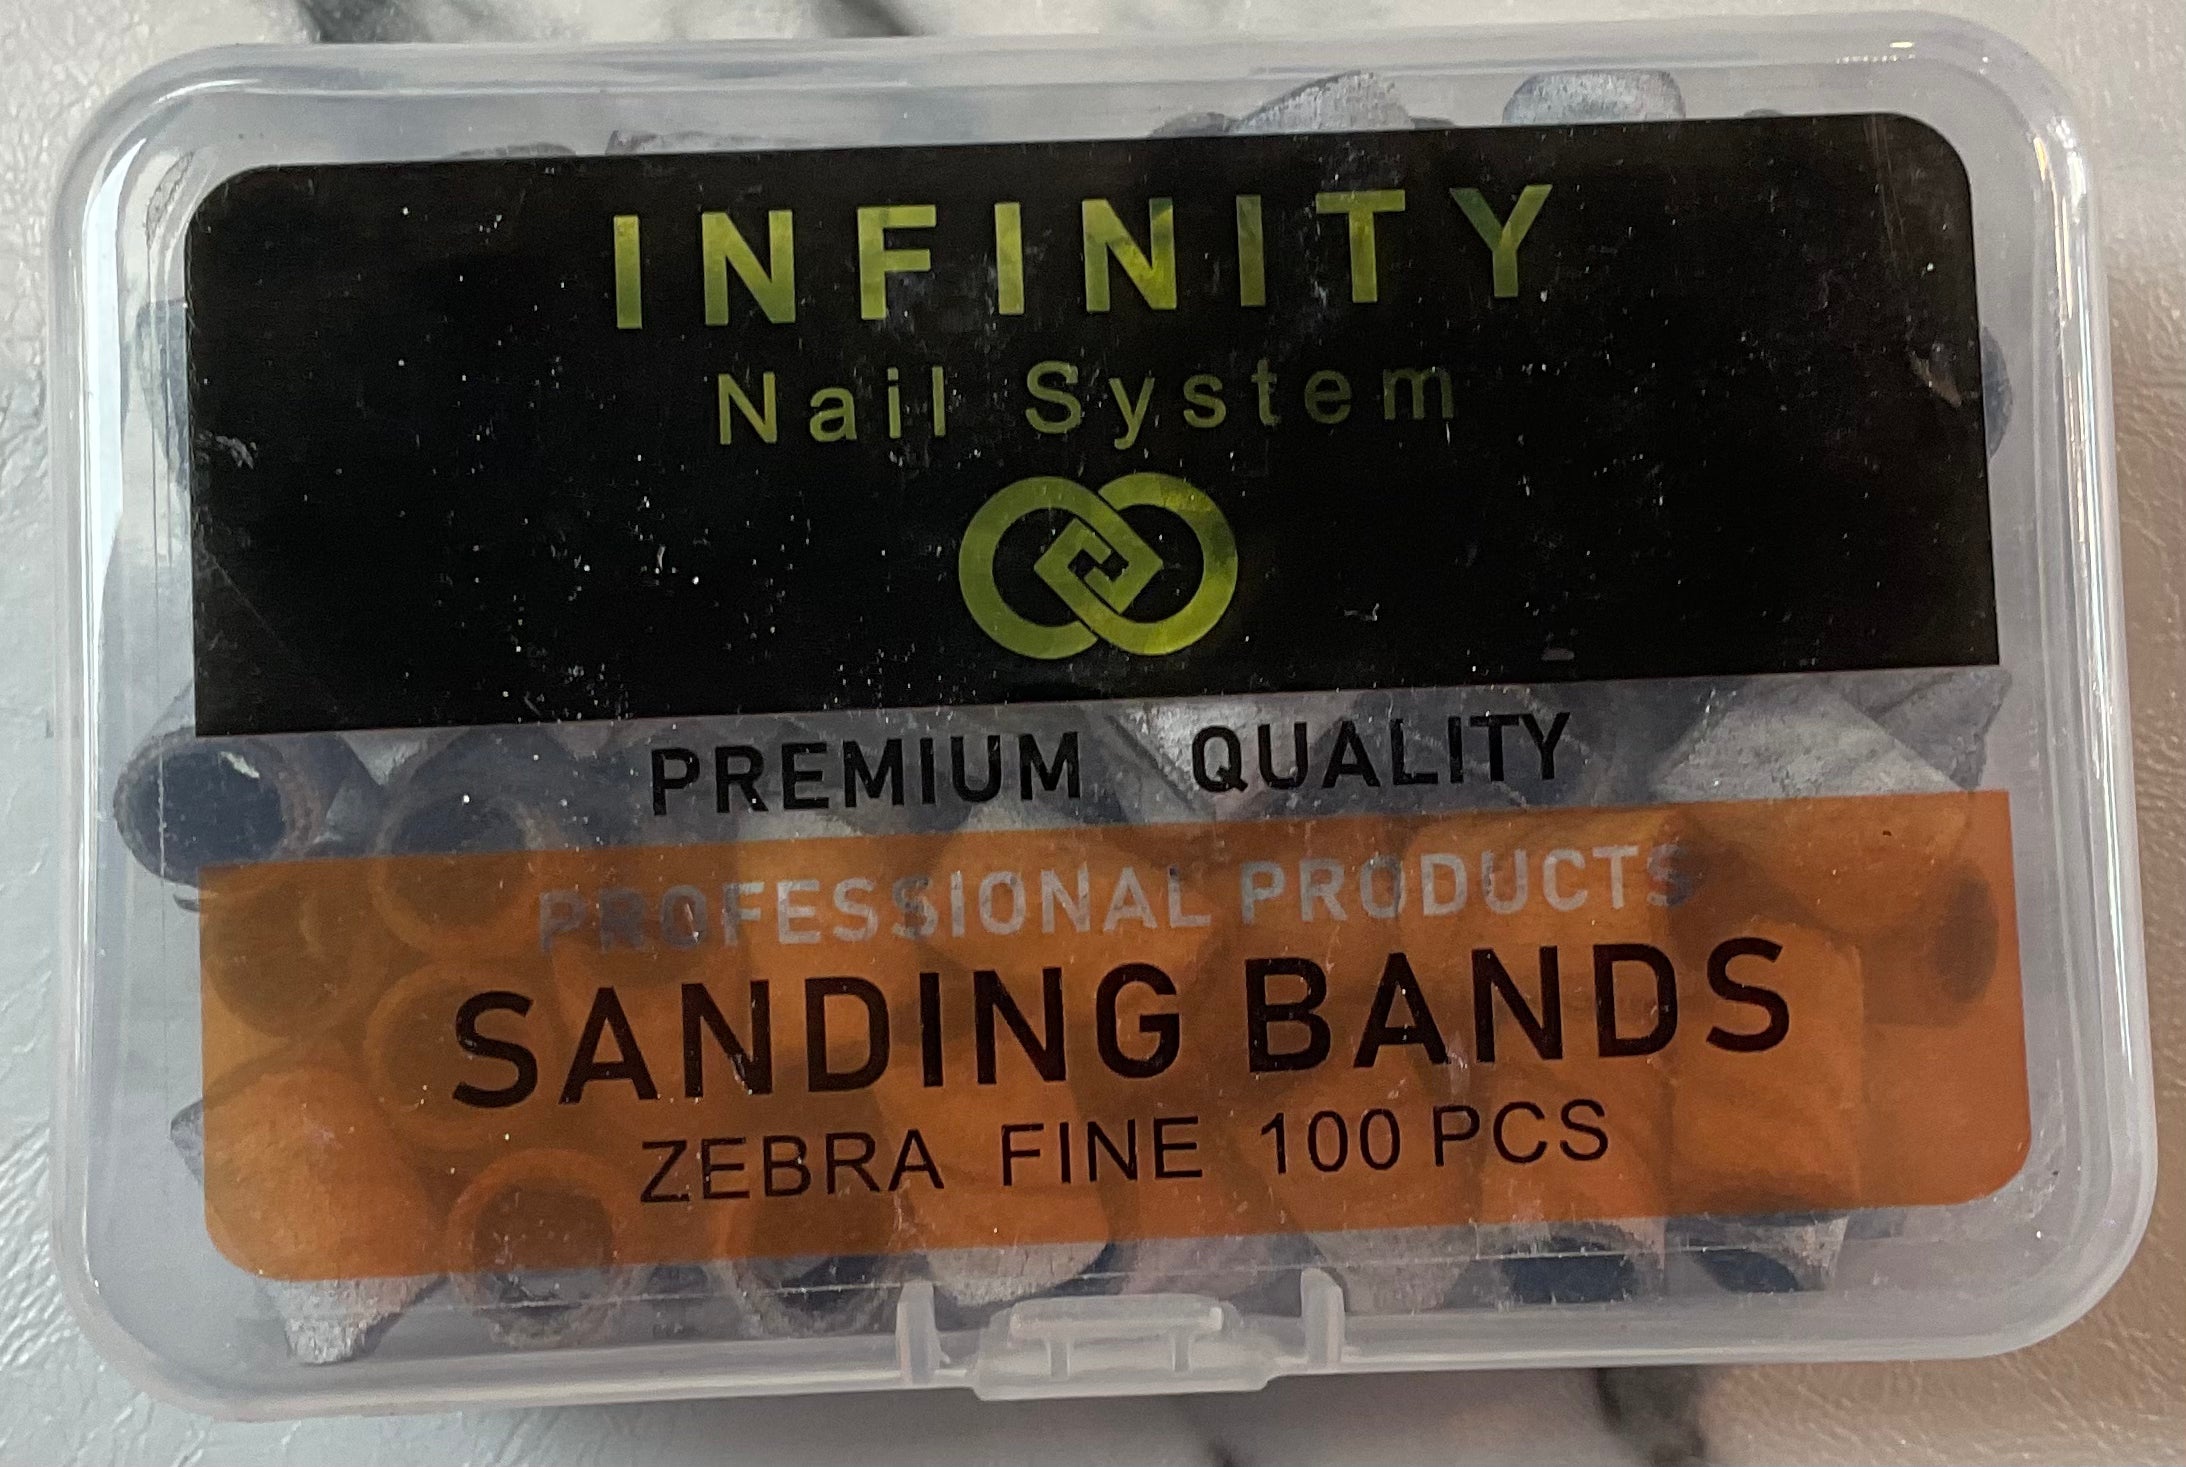 INFINITY
Nail System
PREMIUM QUALITY
PROFESSIONAL PRODUCTS
SANDING BANDS
ZEBRA FINE 100 PCS